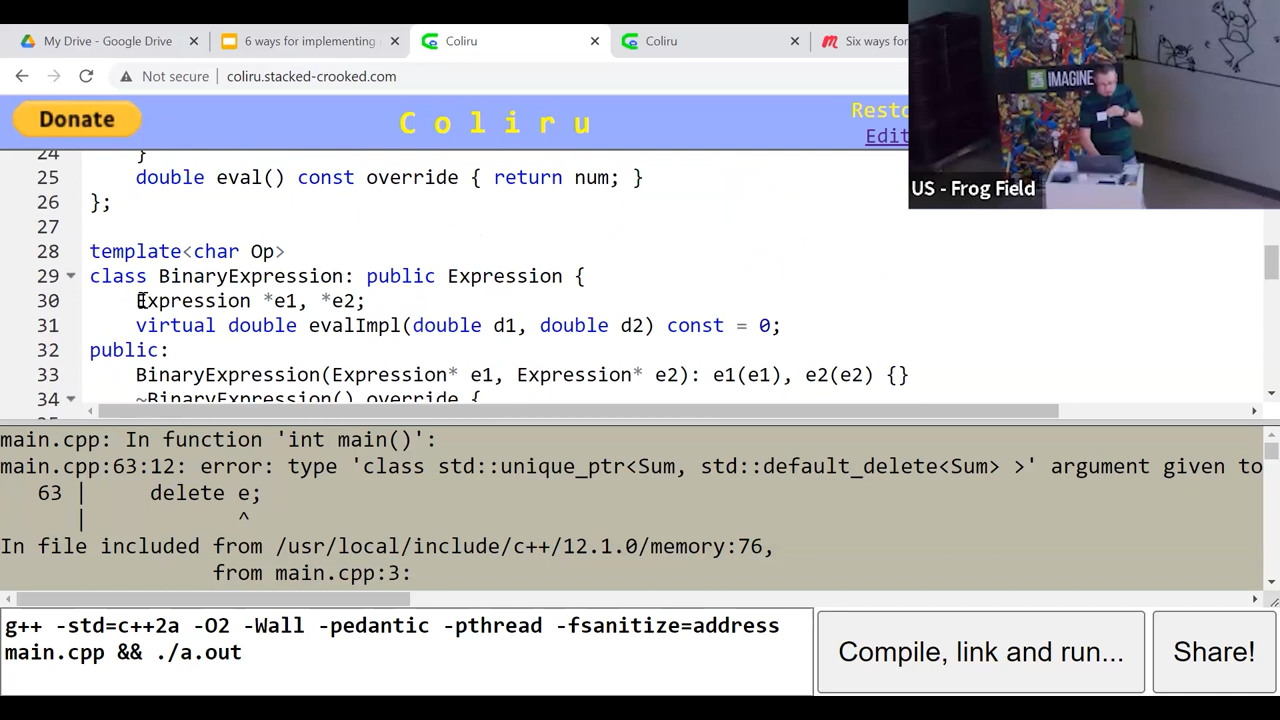 My Drive - Google Drive
6 ways for implementing
Coliru
Coliru
Six ways fo
Not secure
coliru.stacked-crooked.com
Donate
Coliru
Resto
Edit
IMAGINE
US - Frog Field
24 }
25 double eval() const override { return num; }
26 };
27
28 template<char Op>
29 class BinaryExpression: public Expression {
30 Expression *e1, *e2;
31 virtual double evalImpl(double d1, double d2) const = 0;
32 public:
33 BinaryExpression(Expression* e1, Expression* e2): e1(e1), e2(e2) {}
34 ~BinaryExpression() override {
main.cpp: In function 'int main()':
main.cpp:63:12: error: type 'class std::unique_ptr<Sum, std::default_delete<Sum> >' argument given to
63 | delete e;
| ^
In file included from /usr/local/include/c++/12.1.0/memory:76,
from main.cpp:3:
g++ -std=c++2a -O2 -Wall -pedantic -pthread -fsanitize=address
main.cpp && ./a.out
Compile, link and run...
Share!